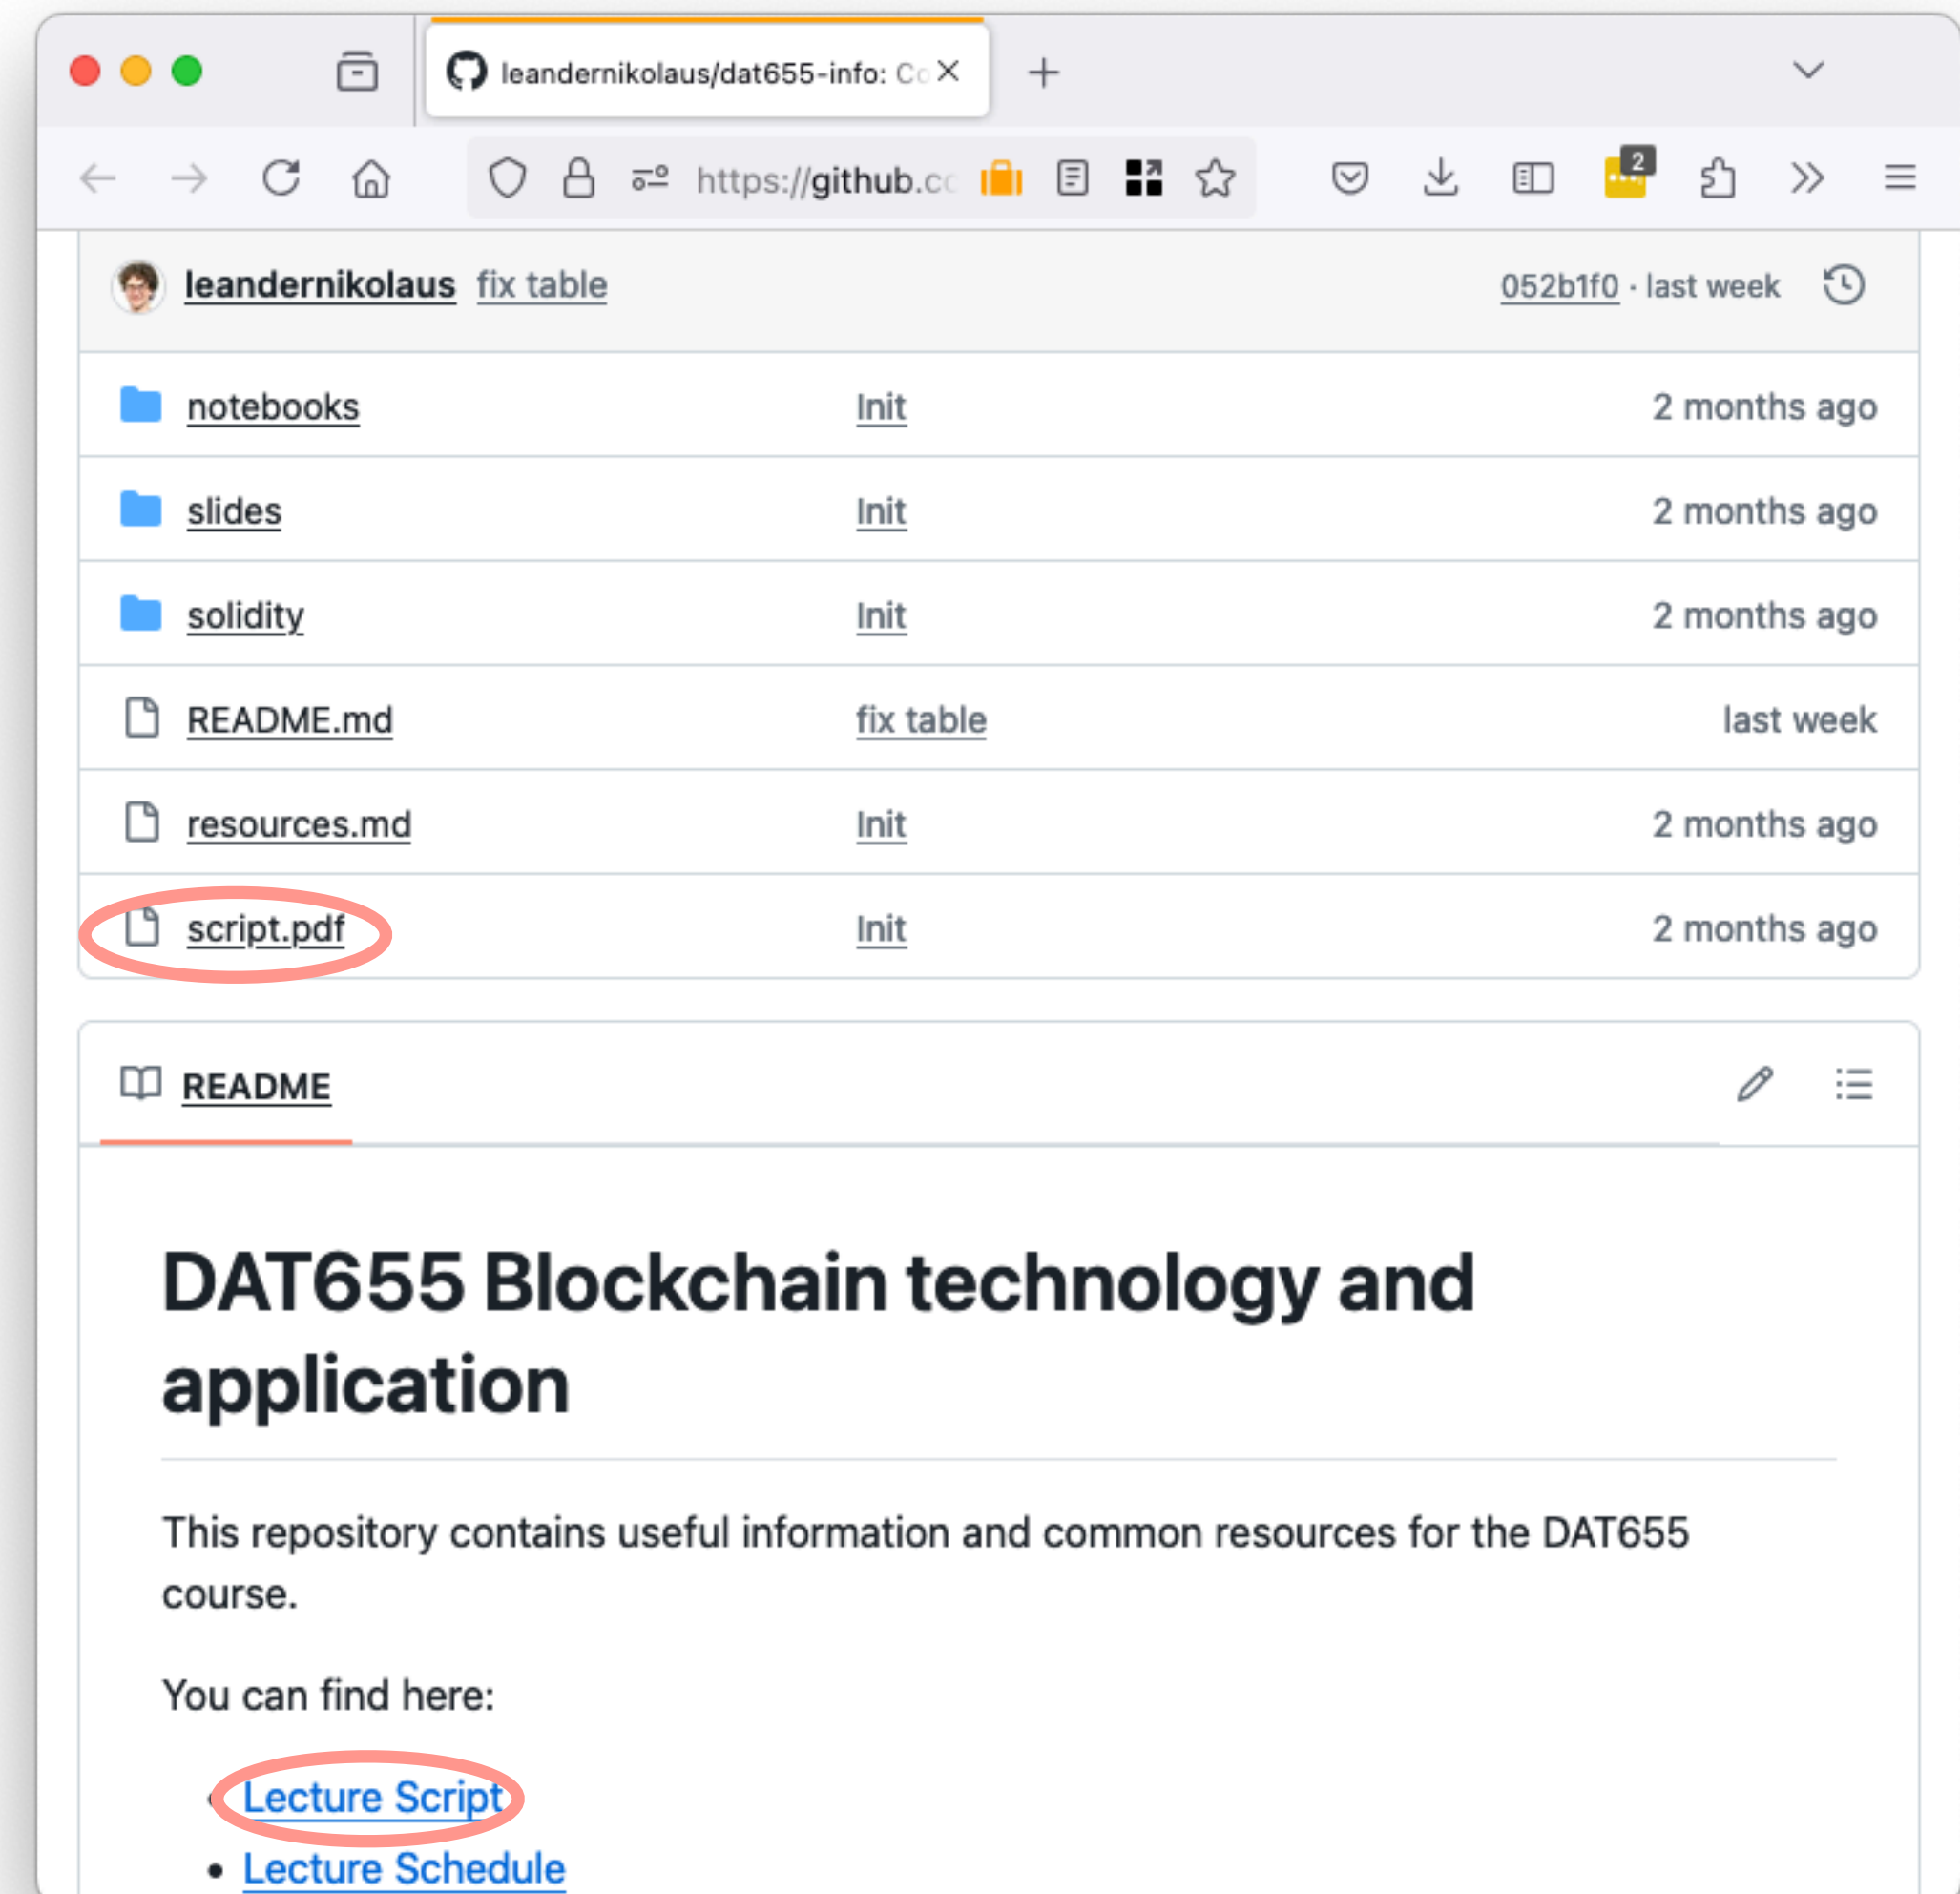 leandernikolaus/dat655-info: Co
https://github.co
2
leandernikolaus fix table 052b1f0 · last week
notebooks Init 2 months ago
slides Init 2 months ago
solidity Init 2 months ago
README.md fix table last week
resources.md Init 2 months ago
script.pdf Init 2 months ago
README
DAT655 Blockchain technology and
application
This repository contains useful information and common resources for the DAT655
course.
You can find here:
• Lecture Script
• Lecture Schedule